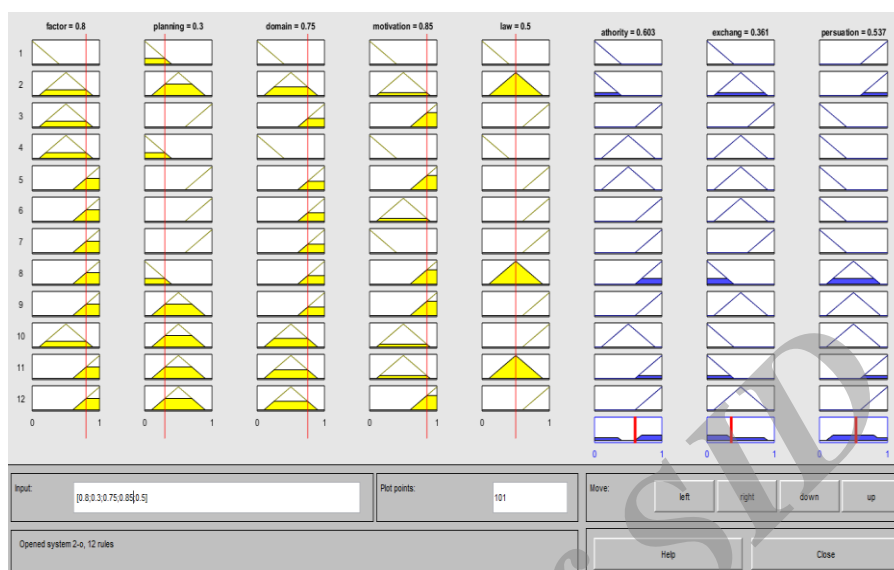 factor = 0.8 planning = 0.3 domain = 0.75 motivation = 0.85 law = 0.5 athority = 0.603 exchang = 0.361 persuation = 0.537
1
2
3
4
5
6
7
8
9
10
11
12
0 1 0 1 0 1 0 1 0 1
0 1 0 1 0 1
Input: [0.8;0.3;0.75;0.85;0.5] Plot points: 101 Move: left right down up
Opened system 2-o, 12 rules Help Close
SID